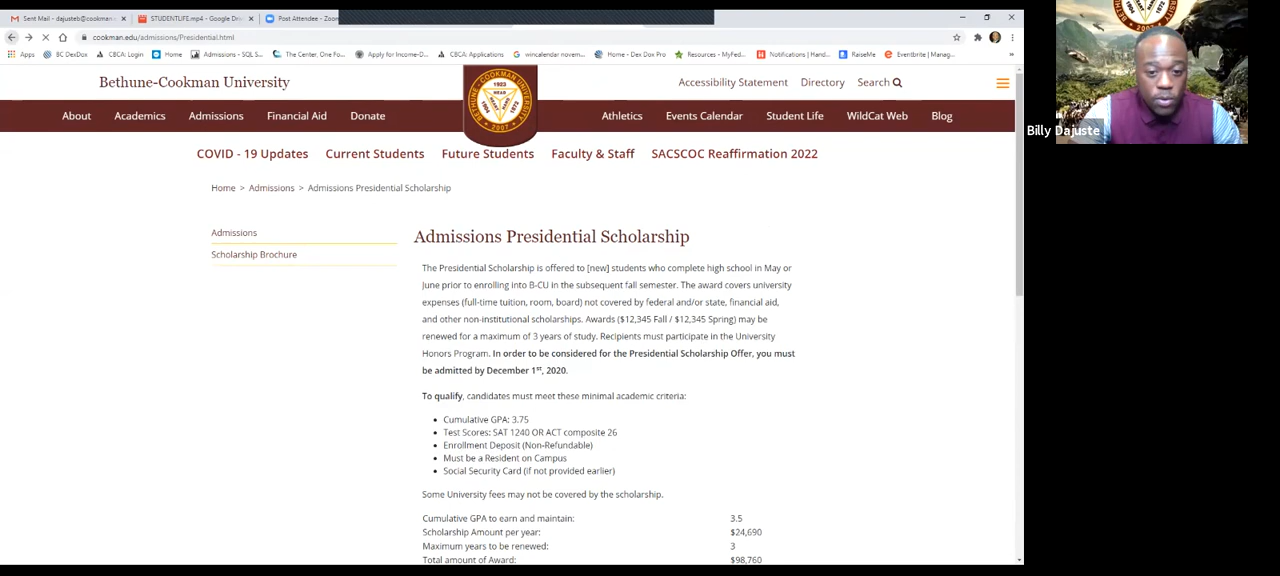 Sent Mail - dajusteb@cookman
STUDENTLIFE.mp4 - Google Dri
Post Attendee - Zoom
cookman.edu/admissions/Presidential.html
Apps BC DexDox CBCA: Login Home Admissions - SQL S... The Center, One Fo... Apply for Income-D... CBCA: Applications wincalendar novem... Home - Dex Dox Pro Resources - MyFed... Notifications | Hand... RaiseMe Eventbrite | Manag... »
Bethune-Cookman University
Accessibility Statement Directory Search
About Academics Admissions Financial Aid Donate
BETHUNE-COOKMAN UNIVERSITY
1923
HEAD
HEART
HAND
1904
1872
2007
Athletics Events Calendar Student Life WildCat Web Blog
COVID - 19 Updates Current Students Future Students Faculty & Staff SACSCOC Reaffirmation 2022
Home > Admissions > Admissions Presidential Scholarship
Admissions
Scholarship Brochure
Admissions Presidential Scholarship
The Presidential Scholarship is offered to [new] students who complete high school in May or
June prior to enrolling into B-CU in the subsequent fall semester. The award covers university
expenses (full-time tuition, room, board) not covered by federal and/or state, financial aid,
and other non-institutional scholarships. Awards ($12,345 Fall / $12,345 Spring) may be
renewed for a maximum of 3 years of study. Recipients must participate in the University
Honors Program. In order to be considered for the Presidential Scholarship Offer, you must
be admitted by December 1st, 2020.
To qualify, candidates must meet these minimal academic criteria:
• Cumulative GPA: 3.75
• Test Scores: SAT 1240 OR ACT composite 26
• Enrollment Deposit (Non-Refundable)
• Must be a Resident on Campus
• Social Security Card (if not provided earlier)
Some University fees may not be covered by the scholarship.
Cumulative GPA to earn and maintain: 3.5
Scholarship Amount per year: $24,690
Maximum years to be renewed: 3
Total amount of Award: $98,760
2007
Billy Dajuste